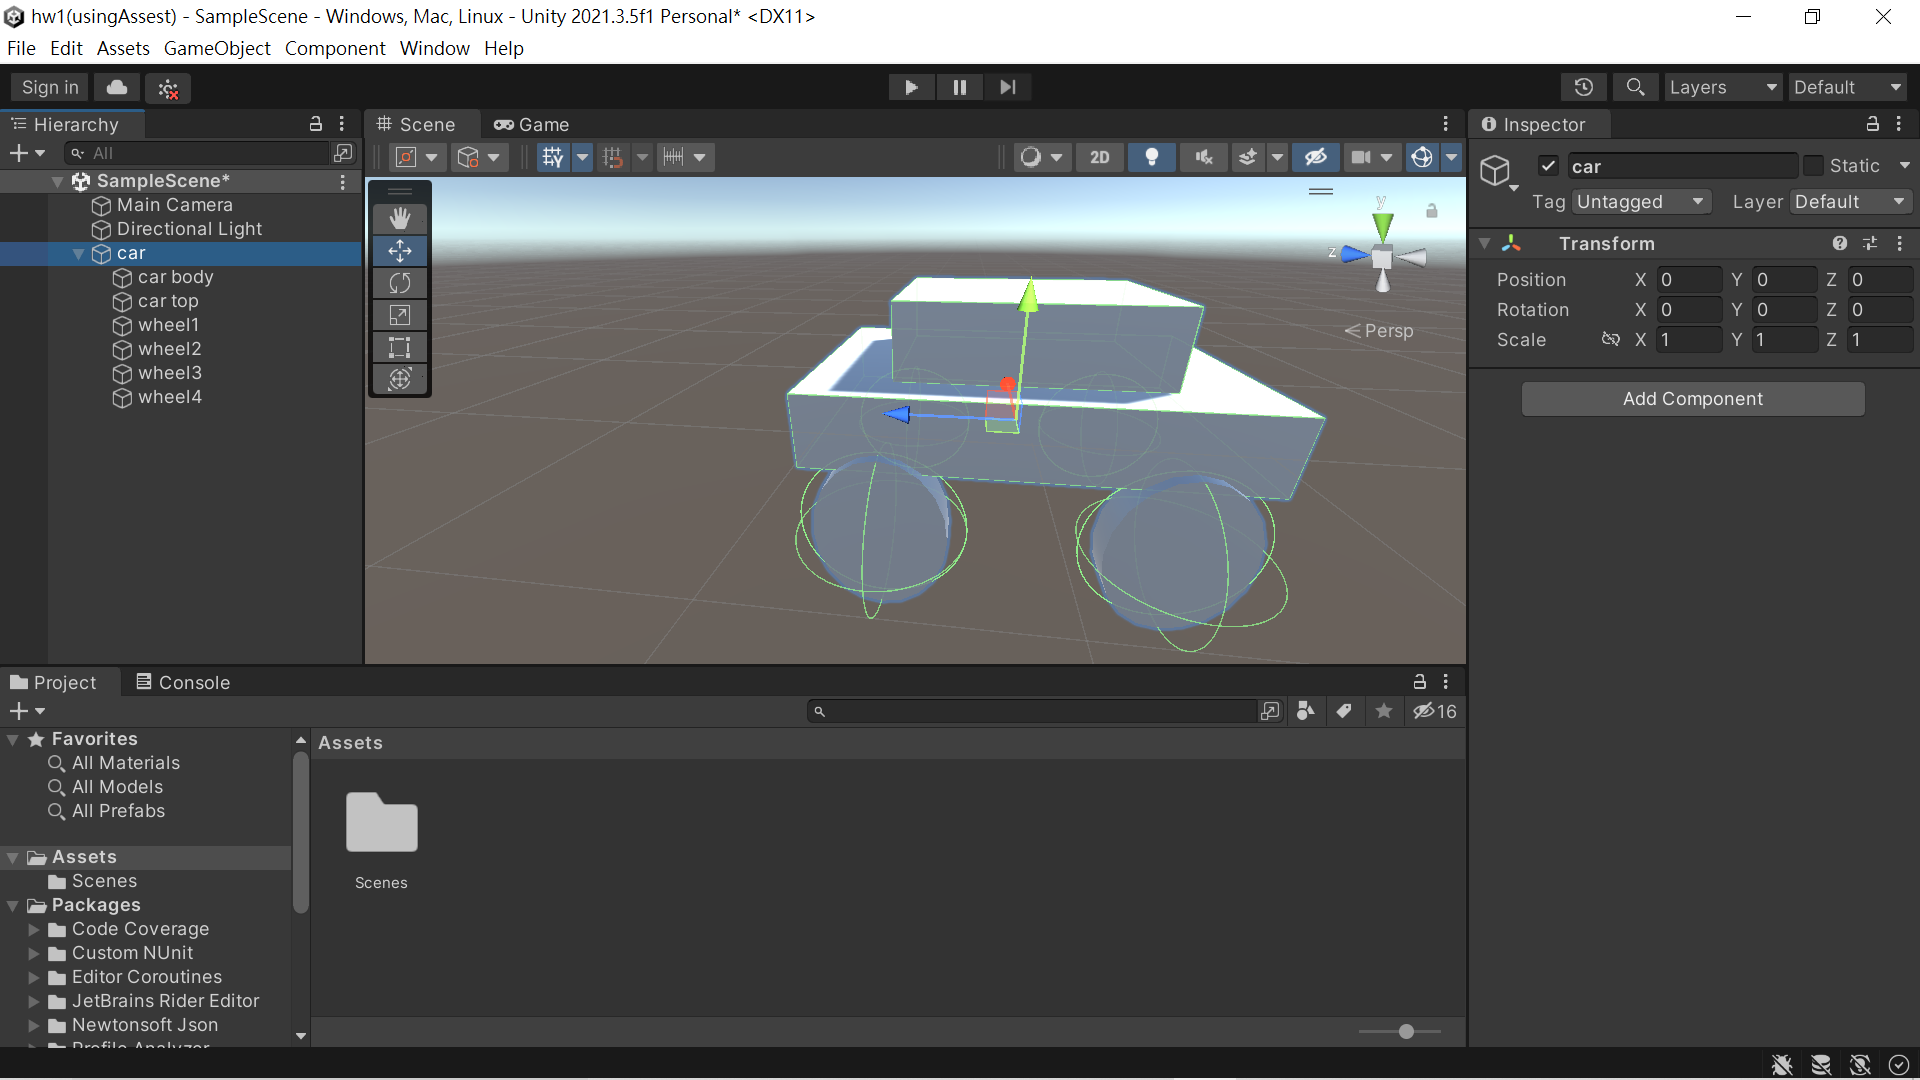 hw1(usingAssest) - SampleScene - Windows, Mac, Linux - Unity 2021.3.5f1 Personal* <DX11>
File Edit Assets GameObject Component Window Help
Sign in
Layers
Default
Hierarchy
All
SampleScene*
Main Camera
Directional Light
car
car body
car top
wheel1
wheel2
wheel3
wheel4
Scene
Game
2D
y
z
Persp
Inspector
car
Static
Tag Untagged
Layer Default
Transform
Position X 0 Y 0 Z 0
Rotation X 0 Y 0 Z 0
Scale X 1 Y 1 Z 1
Add Component
Project
Console
16
Favorites
All Materials
All Models
All Prefabs
Assets
Scenes
Packages
Code Coverage
Custom NUnit
Editor Coroutines
JetBrains Rider Editor
Newtonsoft Json
Profile Analyzer
Assets
Scenes